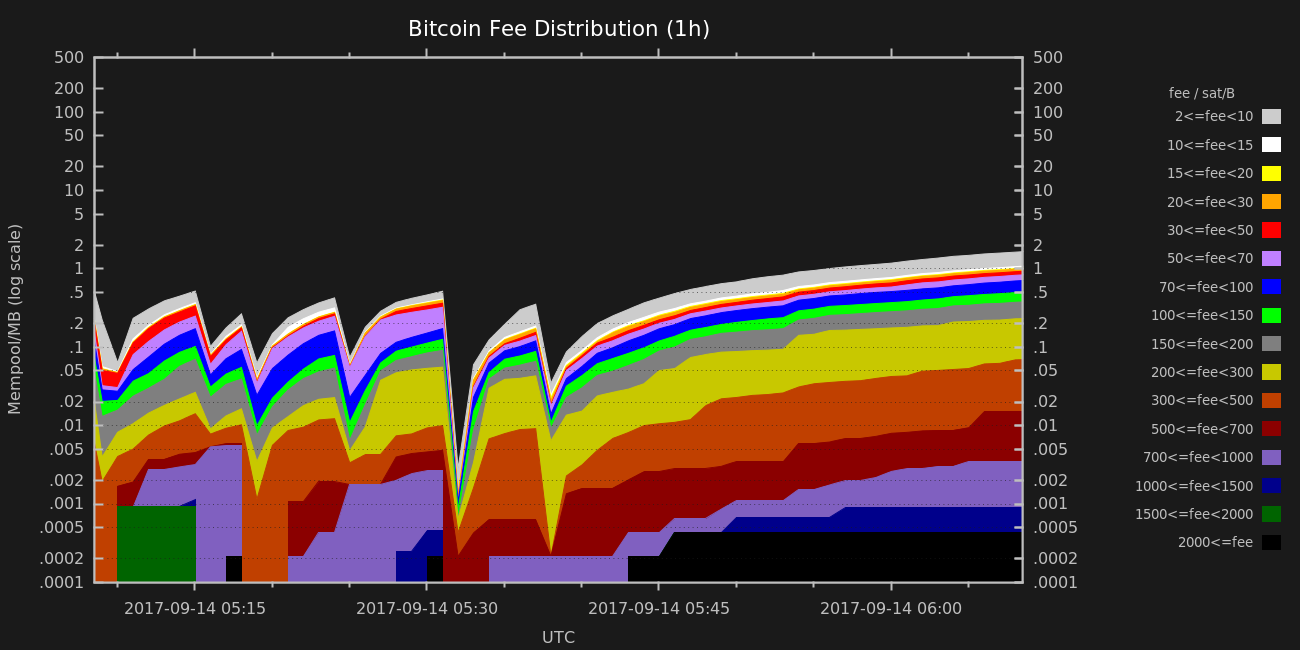 Bitcoin Fee Distribution (1h)
Mempool/MB (log scale)
500
200
100
50
20
10
5
2
1
.5
.2
.1
.05
.02
.01
.005
.002
.001
.0005
.0002
.0001
500
200
100
50
20
10
5
2
1
.5
.2
.1
.05
.02
.01
.005
.002
.001
.0005
.0002
.0001
2017-09-14 05:15
2017-09-14 05:30
2017-09-14 05:45
2017-09-14 06:00
UTC
fee / sat/B
2<=fee<10
10<=fee<15
15<=fee<20
20<=fee<30
30<=fee<50
50<=fee<70
70<=fee<100
100<=fee<150
150<=fee<200
200<=fee<300
300<=fee<500
500<=fee<700
700<=fee<1000
1000<=fee<1500
1500<=fee<2000
2000<=fee